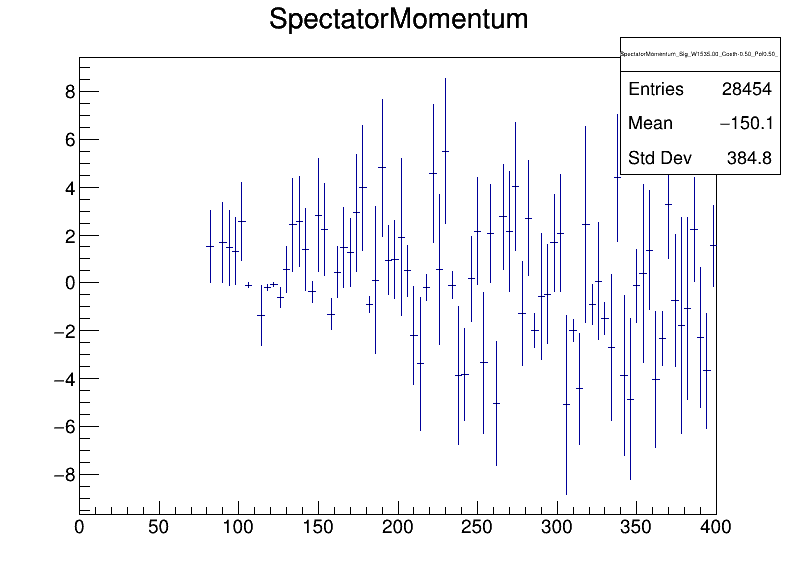 SpectatorMomentum
SpectatorMomentum_Sig_W1535.00_Costh-0.50_Pol0.50_
Entries 28454
Mean −150.1
Std Dev 384.8
8
6
4
2
0
−2
−4
−6
−8
0 50 100 150 200 250 300 350 400